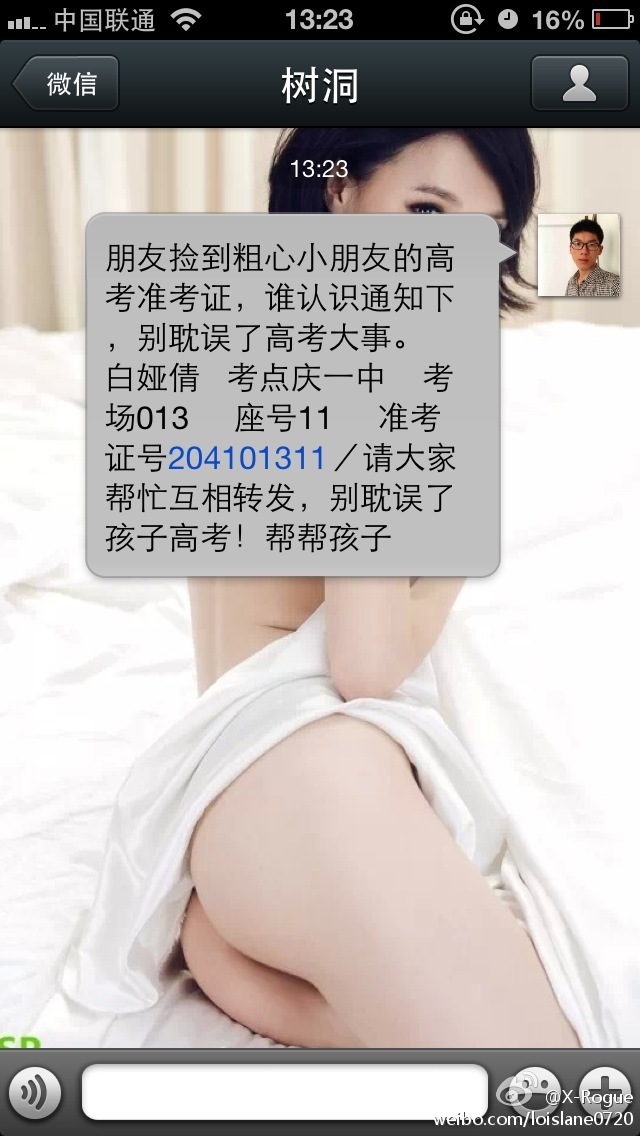 中国联通 13:23 16%
微信 树洞
13:23
朋友捡到粗心小朋友的高
考准考证，谁认识通知下
，别耽误了高考大事。
白娅倩 考点庆一中 考
场013 座号11 准考
证号204101311／请大家
帮忙互相转发，别耽误了
孩子高考！帮帮孩子
@X-Rogue
weibo.com/loislane0720